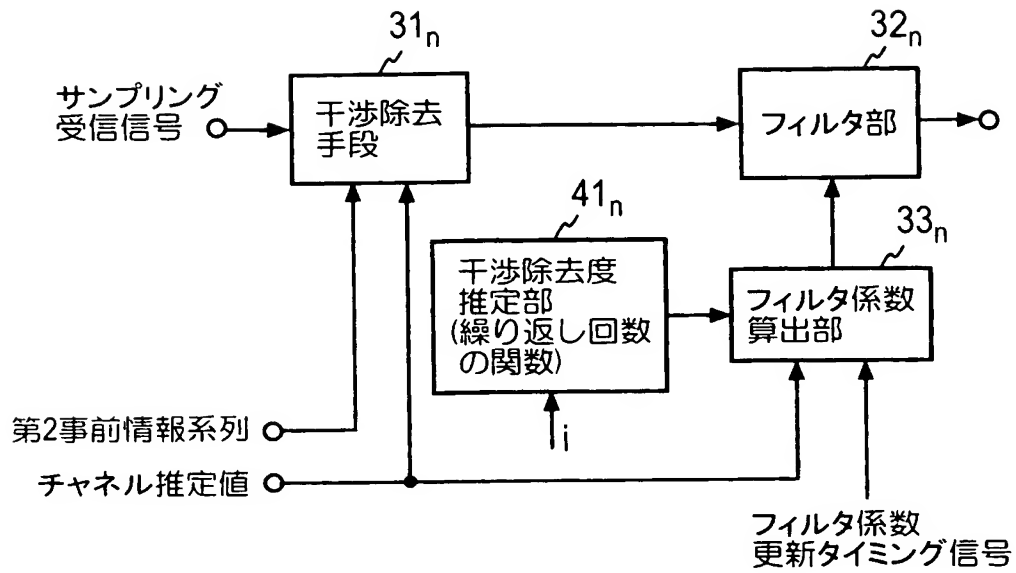 31n
32n
サンプリング
受信信号
干渉除去
手段
フィルタ部
41n
33n
干渉除去度
推定部
(繰り返し回数
の関数)
フィルタ係数
算出部
i
第2事前情報系列
チャネル推定値
フィルタ係数
更新タイミング信号